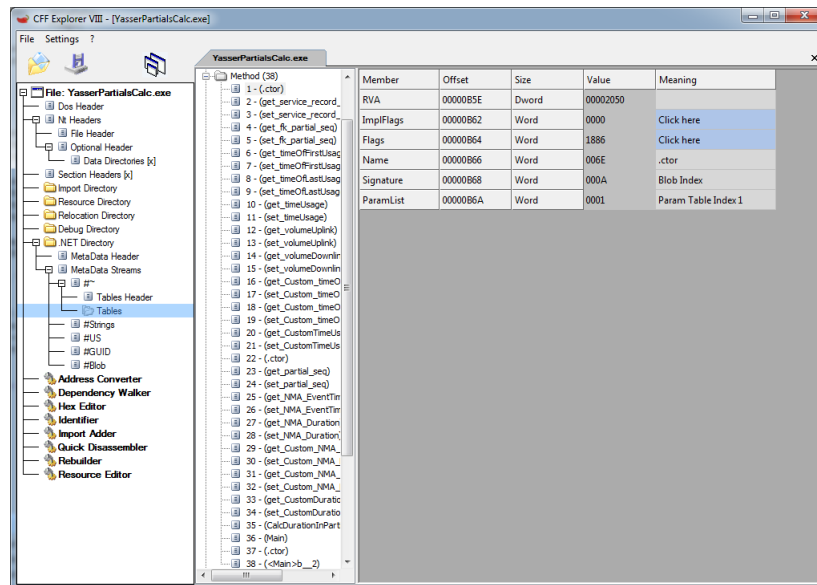 CFF Explorer VIII - [YasserPartialsCalc.exe]
File Settings ?
YasserPartialsCalc.exe
File: YasserPartialsCalc.exe
Dos Header
Nt Headers
File Header
Optional Header
Data Directories [x]
Section Headers [x]
Import Directory
Resource Directory
Relocation Directory
Debug Directory
.NET Directory
MetaData Header
MetaData Streams
#~
Tables Header
Tables
#Strings
#US
#GUID
#Blob
Address Converter
Dependency Walker
Hex Editor
Identifier
Import Adder
Quick Disassembler
Rebuilder
Resource Editor
Method (38)
1 - (.ctor)
2 - (get_service_record_
3 - (set_service_record_
4 - (get_fk_partial_seq)
5 - (set_fk_partial_seq)
6 - (get_timeOfFirstUsag
7 - (set_timeOfFirstUsag
8 - (get_timeOfLastUsag
9 - (set_timeOfLastUsag
10 - (get_timeUsage)
11 - (set_timeUsage)
12 - (get_volumeUplink)
13 - (set_volumeUplink)
14 - (get_volumeDownlin
15 - (set_volumeDownlin
16 - (get_Custom_timeO
17 - (set_Custom_timeO
18 - (get_Custom_timeO
19 - (set_Custom_timeO
20 - (get_CustomTimeUs
21 - (set_CustomTimeUs
22 - (.ctor)
23 - (get_partial_seq)
24 - (set_partial_seq)
25 - (get_NMA_EventTim
26 - (set_NMA_EventTim
27 - (get_NMA_Duration
28 - (set_NMA_Duration)
29 - (get_Custom_NMA_
30 - (set_Custom_NMA_
31 - (get_Custom_NMA_
32 - (set_Custom_NMA_
33 - (get_CustomDuratic
34 - (set_CustomDuratio
35 - (CalcDurationInPart
36 - (Main)
37 - (.ctor)
38 - (<Main>b__2)
Member Offset Size Value Meaning
RVA 00000B5E Dword 00002050
ImplFlags 00000B62 Word 0000 Click here
Flags 00000B64 Word 1886 Click here
Name 00000B66 Word 006E .ctor
Signature 00000B68 Word 000A Blob Index
ParamList 00000B6A Word 0001 Param Table Index 1